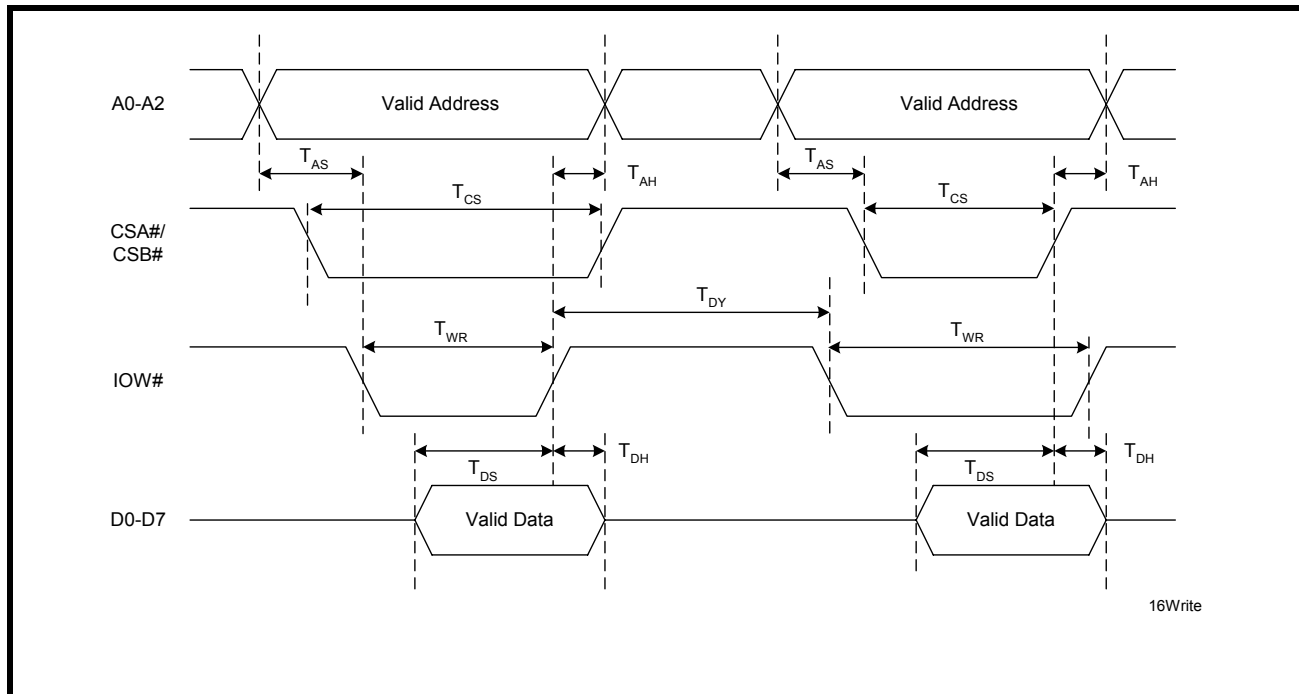 A0-A2
Valid Address
Valid Address
TAS
TAH
TAS
TAH
TCS
TCS
CSA#/
CSB#
TDY
TWR
TWR
IOW#
TDS
TDH
TDS
TDH
D0-D7
Valid Data
Valid Data
16Write